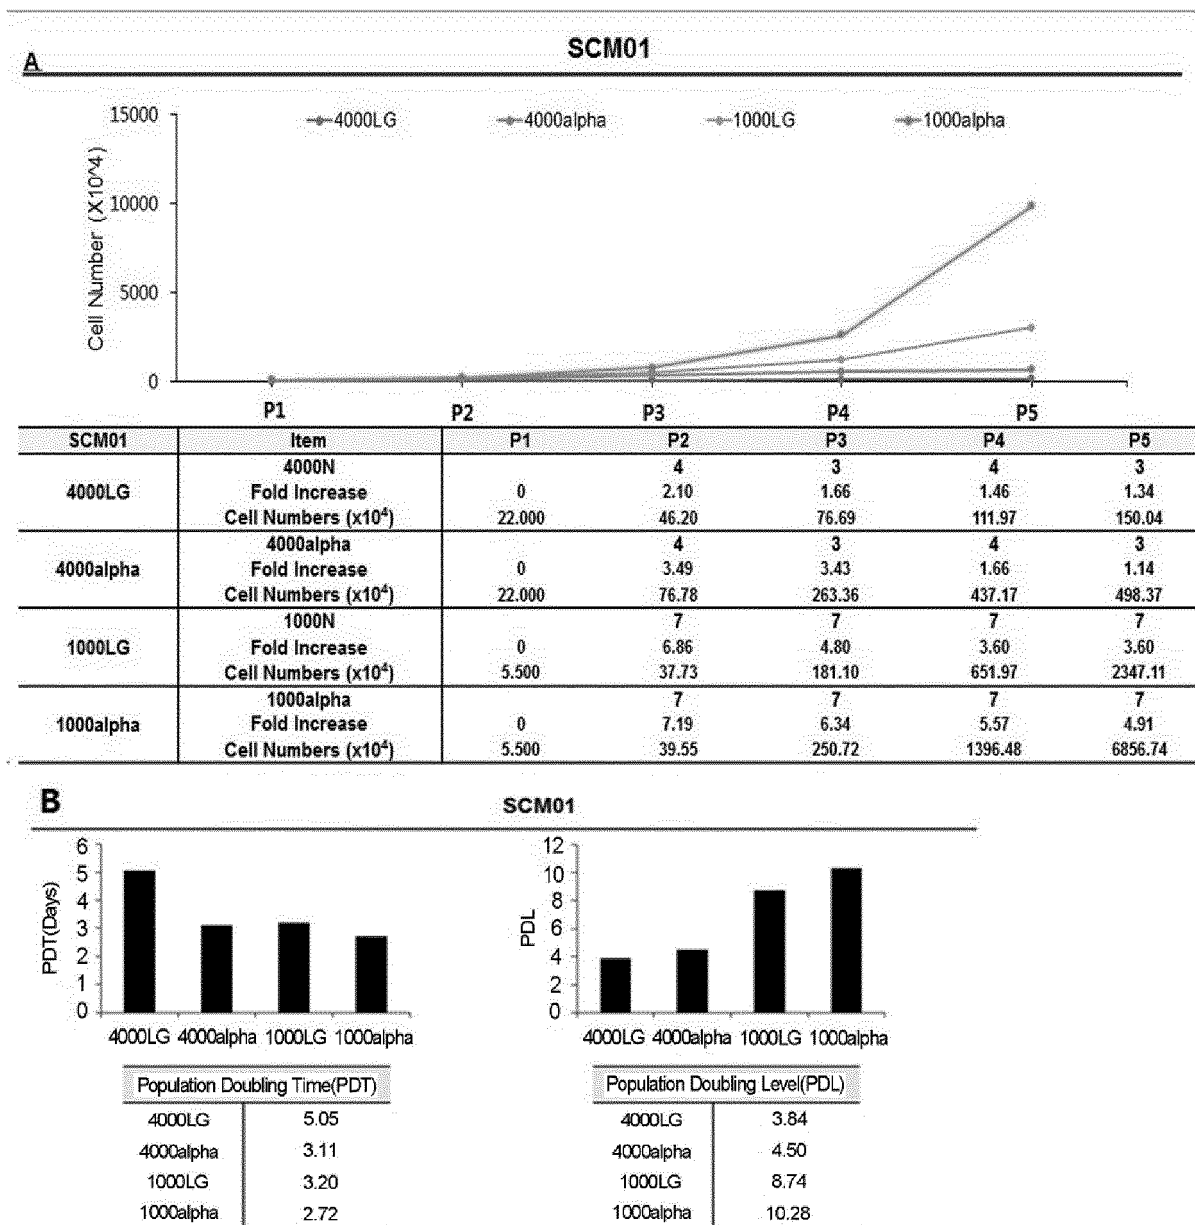 A
SCM01
15000
10000
5000
0
Cell Number (X10^4)
4000LG 4000alpha 1000LG 1000alpha
P1 P2 P3 P4 P5
SCM01 Item P1 P2 P3 P4 P5
4000N 4 3 4 3
4000LG Fold Increase 0 2.10 1.66 1.46 1.34
Cell Numbers (x10⁴) 22.000 46.20 76.69 111.97 150.04
4000alpha 4 3 4 3
4000alpha Fold Increase 0 3.49 3.43 1.66 1.14
Cell Numbers (x10⁴) 22.000 76.78 263.36 437.17 498.37
1000N 7 7 7 7
1000LG Fold Increase 0 6.86 4.80 3.60 3.60
Cell Numbers (x10⁴) 5.500 37.73 181.10 651.97 2347.11
1000alpha 7 7 7 7
1000alpha Fold Increase 0 7.19 6.34 5.57 4.91
Cell Numbers (x10⁴) 5.500 39.55 250.72 1396.48 6856.74
B
SCM01
PDT(Days)
6
5
4
3
2
1
0
4000LG 4000alpha 1000LG 1000alpha
Population Doubling Time(PDT)
4000LG 5.05
4000alpha 3.11
1000LG 3.20
1000alpha 2.72
PDL
12
10
8
6
4
2
0
4000LG 4000alpha 1000LG 1000alpha
Population Doubling Level(PDL)
4000LG 3.84
4000alpha 4.50
1000LG 8.74
1000alpha 10.28